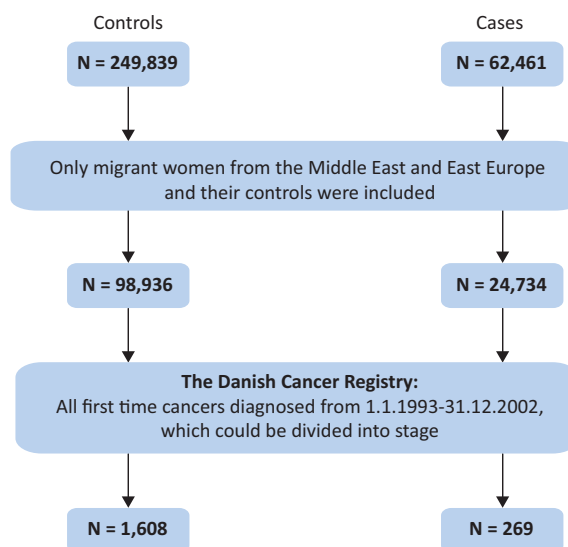 Controls
Cases
N = 249,839
N = 62,461
Only migrant women from the Middle East and East Europe
and their controls were included
N = 98,936
N = 24,734
The Danish Cancer Registry:
All first time cancers diagnosed from 1.1.1993-31.12.2002,
which could be divided into stage
N = 1,608
N = 269